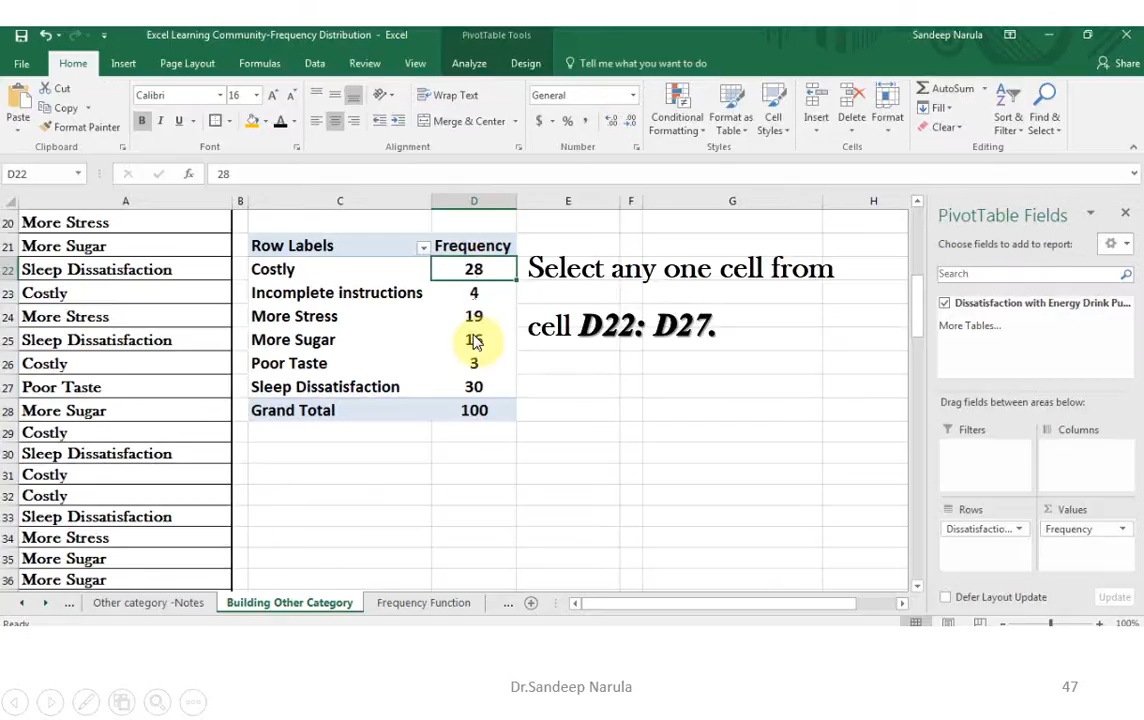 Excel Learning Community-Frequency Distribution - Excel
PivotTable Tools
Sandeep Narula
File Home Insert Page Layout Formulas Data Review View Analyze Design Tell me what you want to do Share
Paste
Cut
Copy
Format Painter
Calibri 16
B I U
Wrap Text
Merge & Center
General
$ % ,
Conditional Formatting
Format as Table
Cell Styles
Insert Delete Format
AutoSum
Fill
Clear
Sort & Filter
Find & Select
Clipboard Font Alignment Number Styles Cells Editing
D22 fx 28
A B C D E F G H
20 More Stress
21 More Sugar Row Labels Frequency
22 Sleep Dissatisfaction Costly 28
23 Costly Incomplete instructions 4
24 More Stress More Stress 19
25 Sleep Dissatisfaction More Sugar
26 Costly Poor Taste 3
27 Poor Taste Sleep Dissatisfaction 30
28 More Sugar Grand Total 100
29 Costly
30 Sleep Dissatisfaction
31 Costly
32 Costly
33 Sleep Dissatisfaction
34 More Stress
35 More Sugar
36 More Sugar
Select any one cell from
cell D22: D27.
PivotTable Fields
Choose fields to add to report:
Search
Dissatisfaction with Energy Drink Pu...
More Tables...
Drag fields between areas below:
Filters Columns
Rows Σ Values
Dissatisfactio... Frequency
Defer Layout Update Update
... Other category -Notes Building Other Category Frequency Function ...
Ready 100%
Dr.Sandeep Narula 47